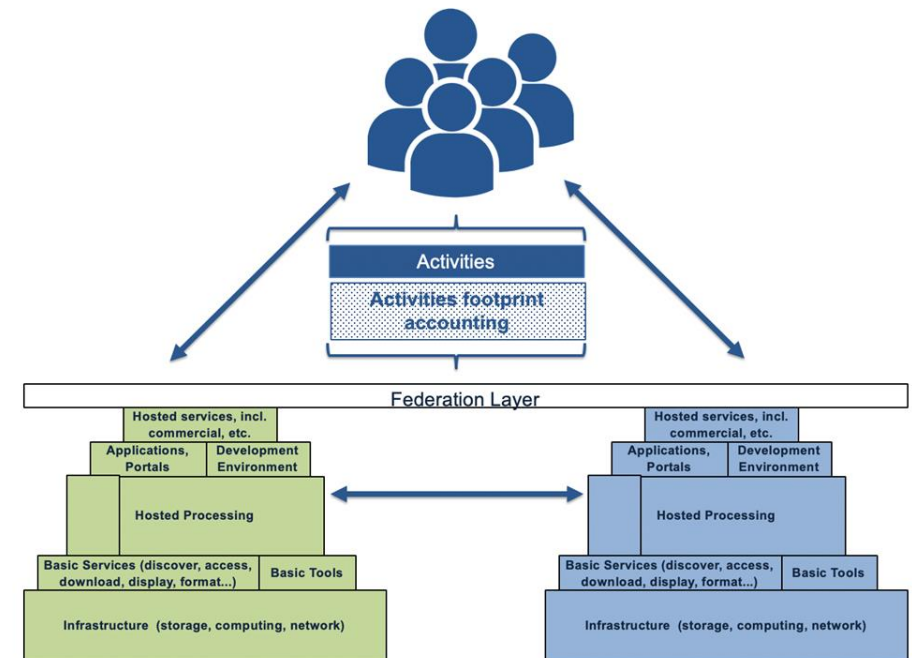 Activities
Activities footprint
accounting
Federation Layer
Hosted services, incl.
commercial, etc.
Applications,
Portals
Development
Environment
Hosted Processing
Basic Services (discover, access,
download, display, format...)
Basic Tools
Infrastructure (storage, computing, network)
Hosted services, incl.
commercial, etc.
Applications,
Portals
Development
Environment
Hosted Processing
Basic Services (discover, access,
download, display, format...)
Basic Tools
Infrastructure (storage, computing, network)